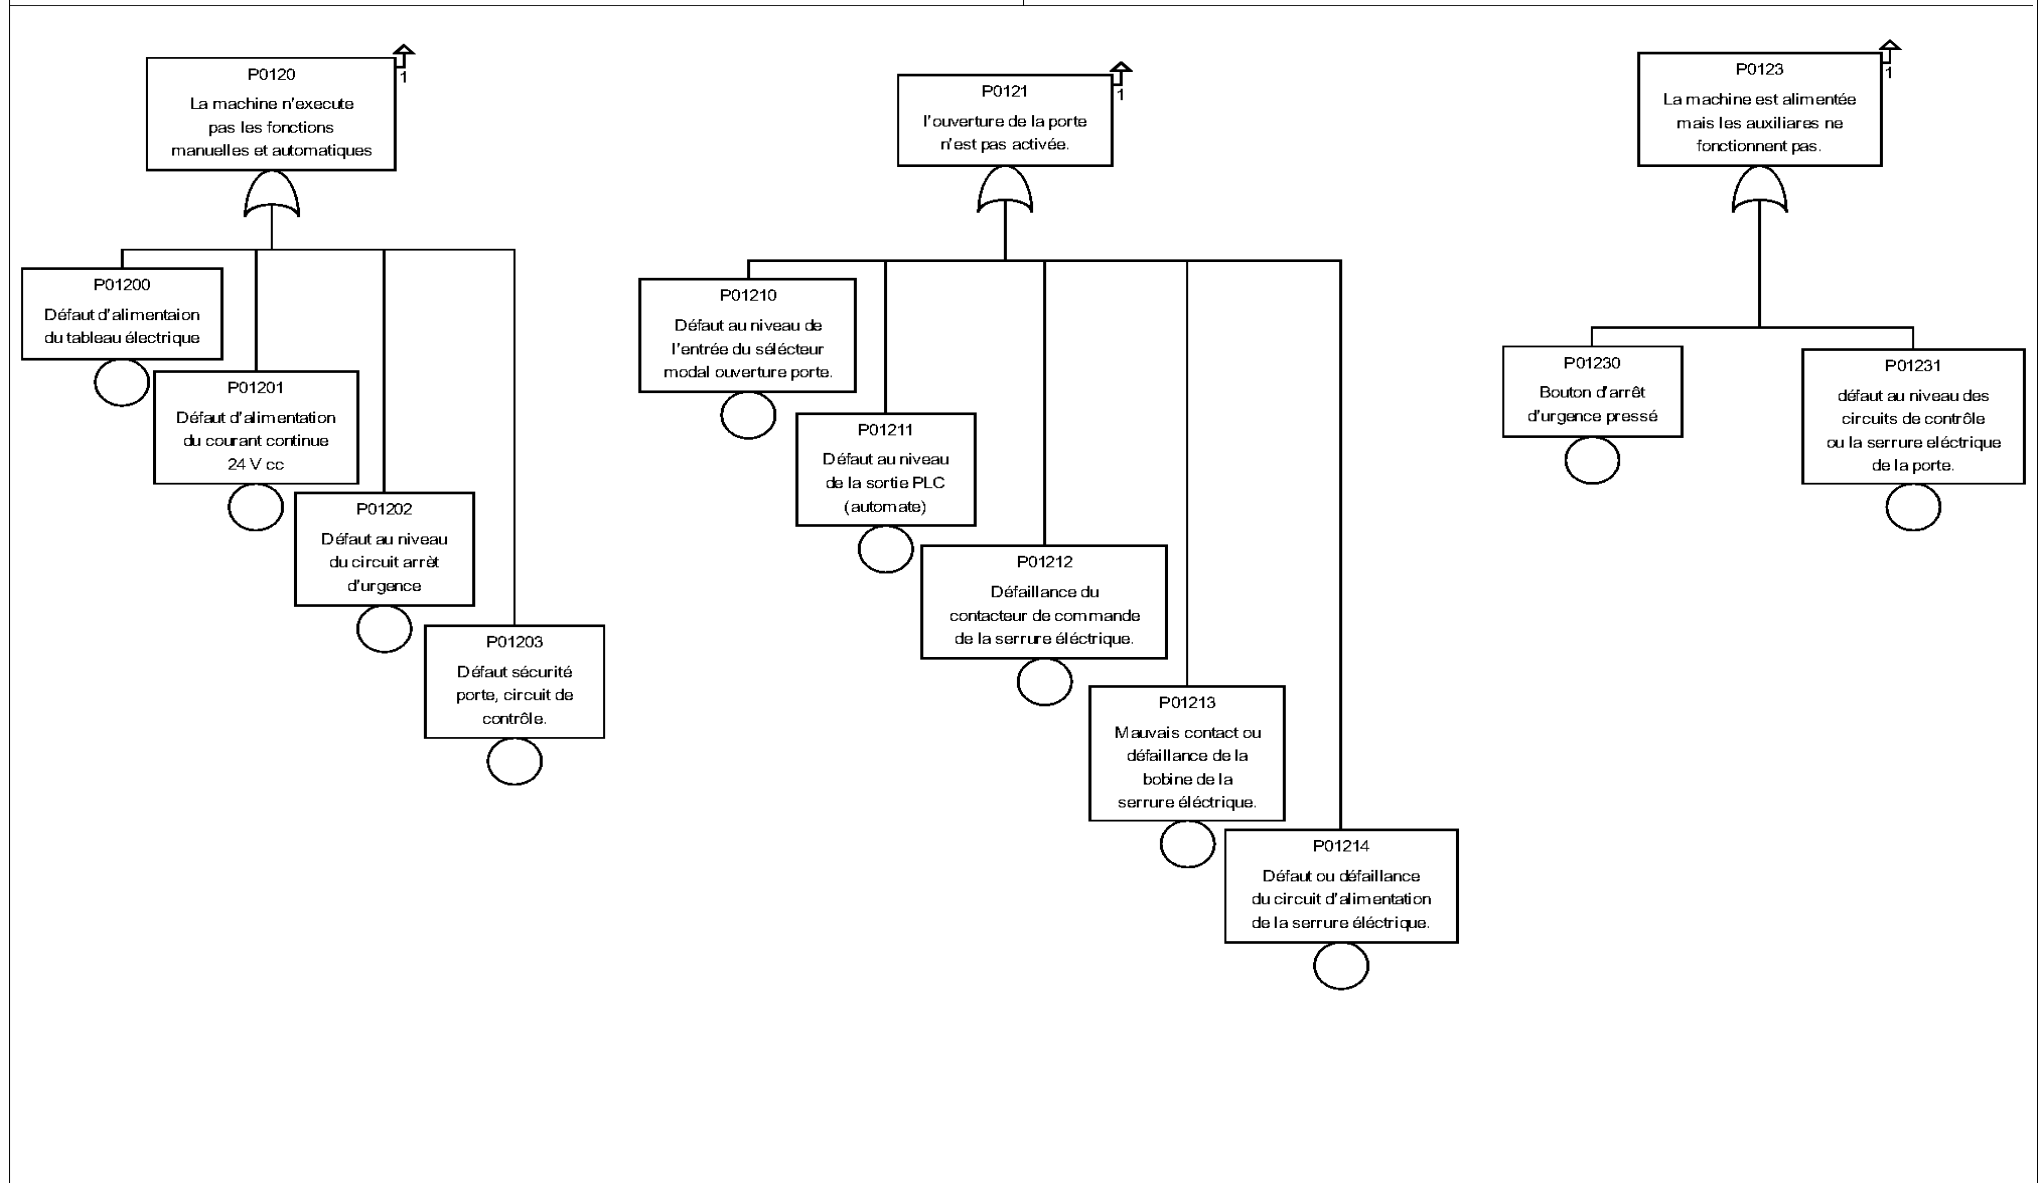 P0120
La machine n'execute
pas les fonctions
manuelles et automatiques
1
P01200
Défaut d'alimentaion
du tableau électrique
P01201
Défaut d'alimentation
du courant continue
24 V cc
P01202
Défaut au niveau
du circuit arrèt
d'urgence
P01203
Défaut sécurité
porte, circuit de
contrôle.
P0121
l'ouverture de la porte
n'est pas activée.
1
P01210
Défaut au niveau de
l'entrée du sélécteur
modal ouverture porte.
P01211
Défaut au niveau
de la sortie PLC
(automate)
P01212
Défaillance du
contacteur de commande
de la serrure éléctrique.
P01213
Mauvais contact ou
défaillance de la
bobine de la
serrure éléctrique.
P01214
Défaut ou défaillance
du circuit d'alimentation
de la serrure éléctrique.
P0123
La machine est alimentée
mais les auxiliares ne
fonctionnent pas.
1
P01230
Bouton d'arrêt
d'urgence pressé
P01231
défaut au niveau des
circuits de contrôle
ou la serrure eléctrique
de la porte.